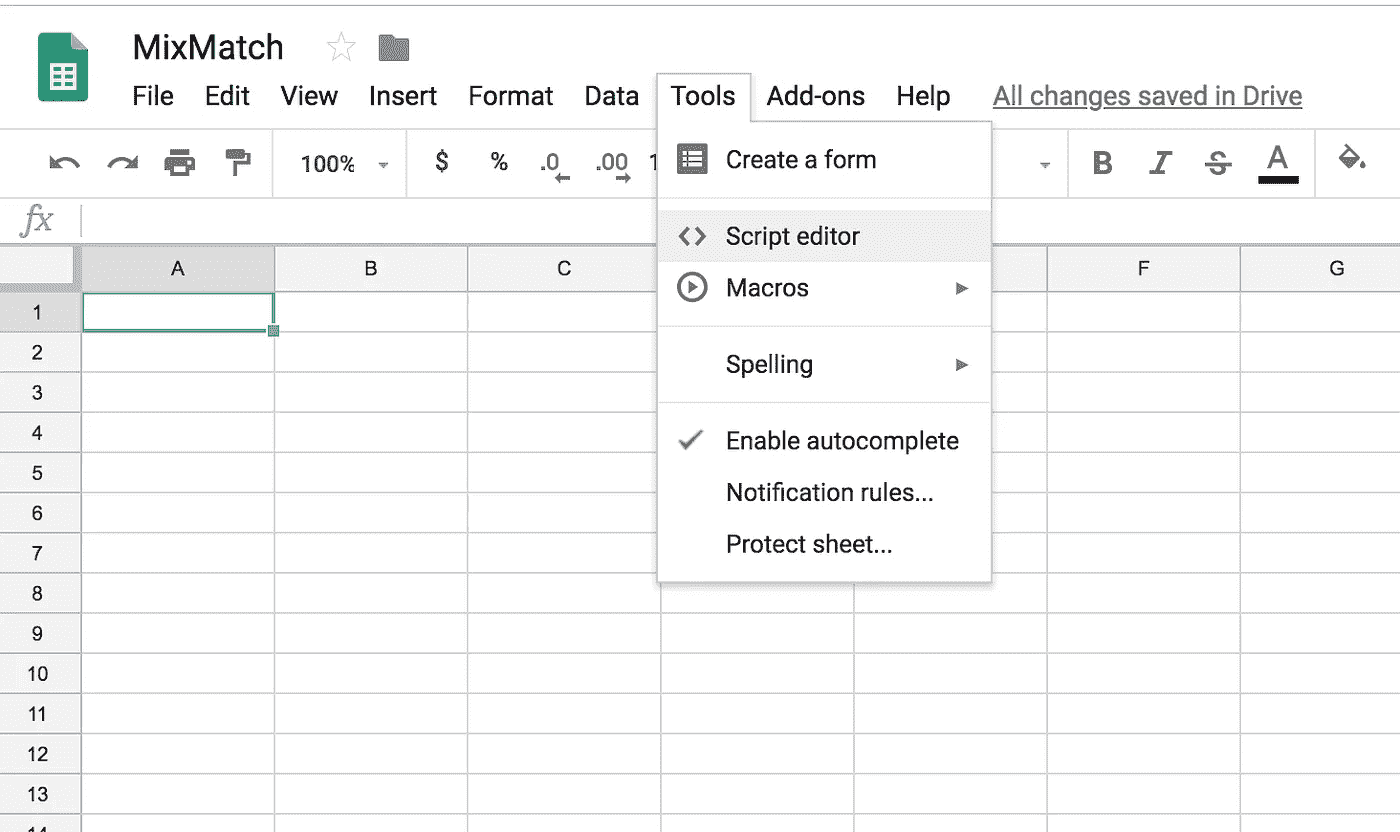 MixMatch
File Edit View Insert Format Data Tools Add-ons Help All changes saved in Drive
100% $ % .0 .00 1 B I S A
fx
Create a form
Script editor
Macros
Spelling
Enable autocomplete
Notification rules...
Protect sheet...
A B C F G
1
2
3
4
5
6
7
8
9
10
11
12
13
14